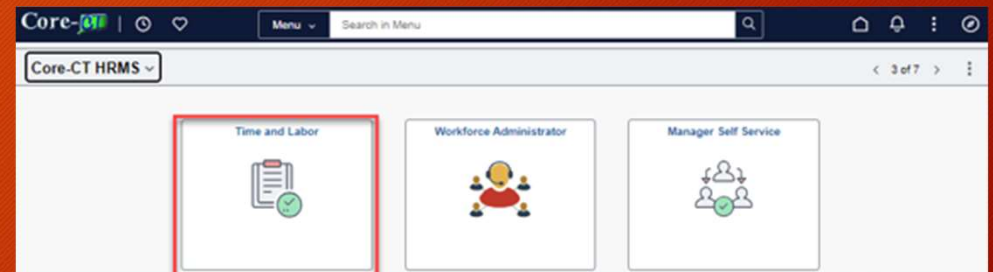 Core-CT
Menu
Search in Menu
Core-CT HRMS
3 of 7
Time and Labor
Workforce Administrator
Manager Self Service